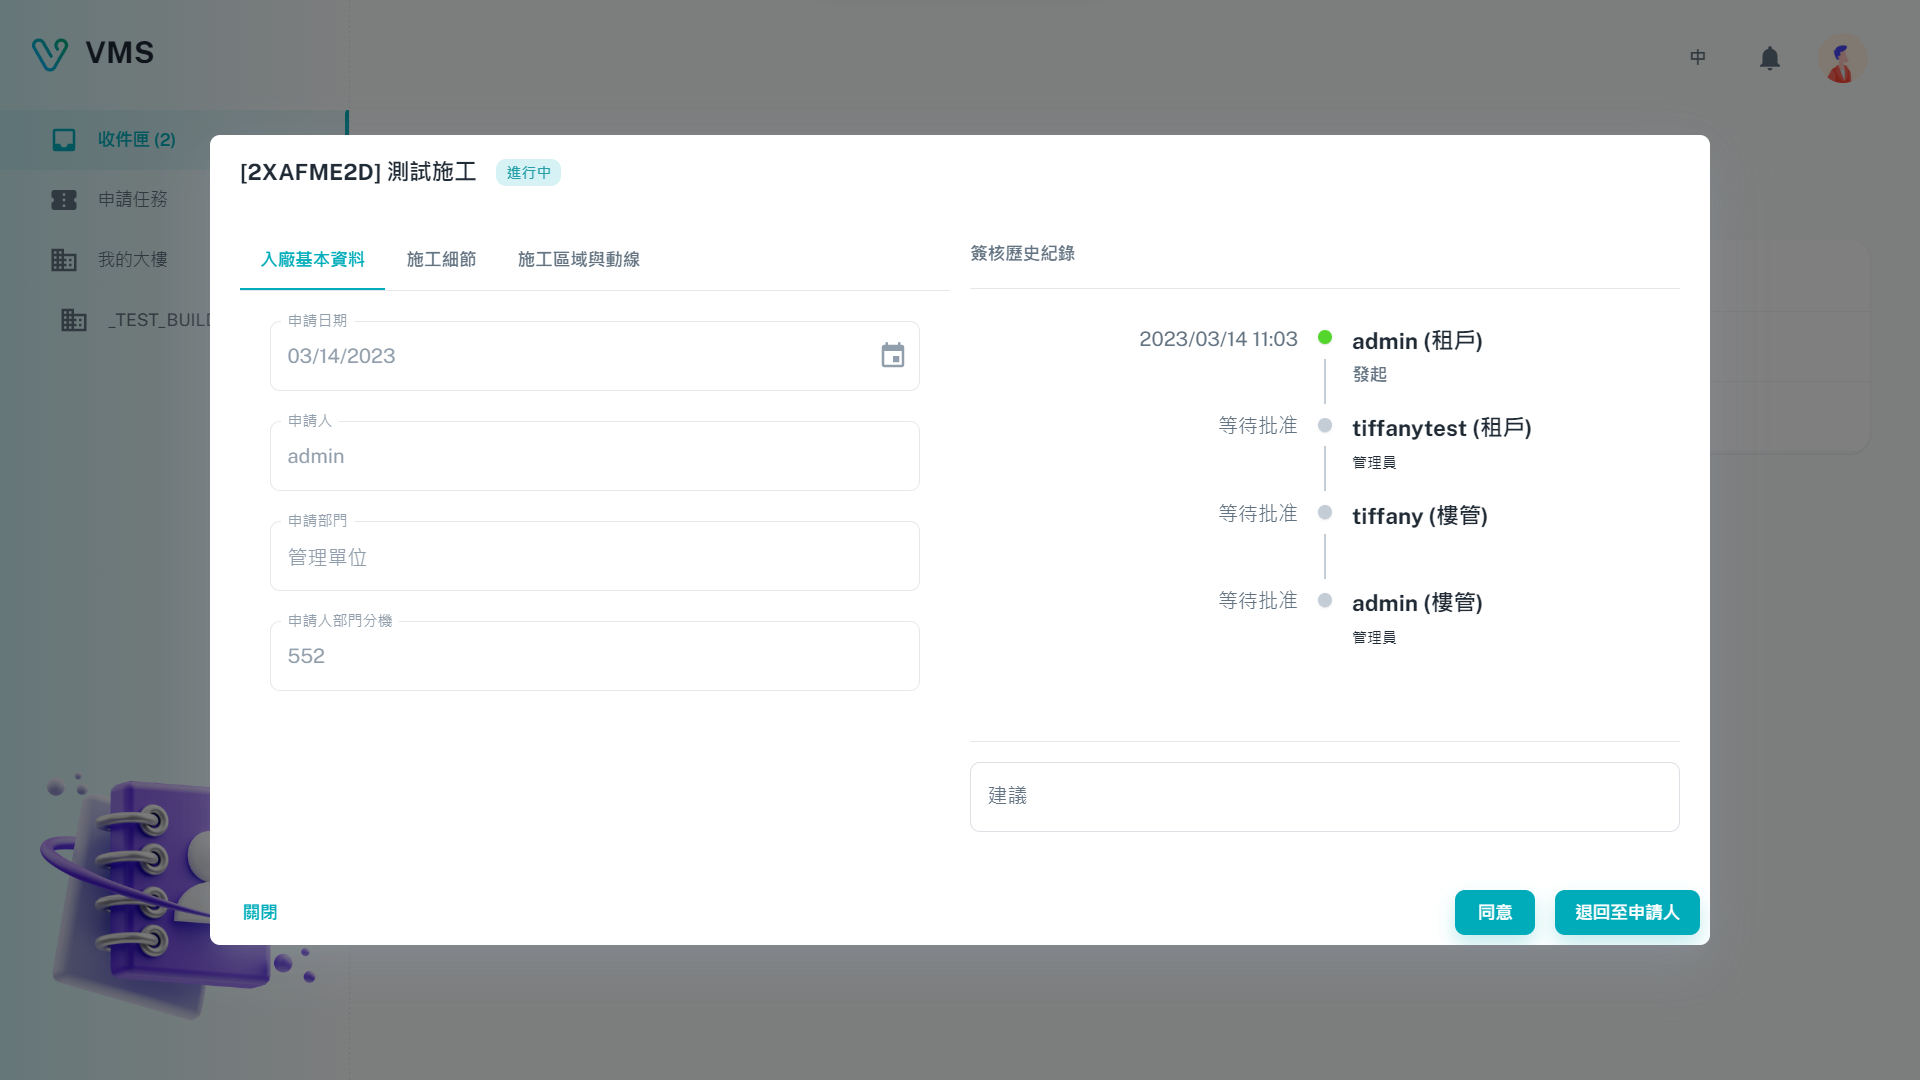 VMS
中
收件匣 (2)
申請任務
我的大樓
_TEST_BUILD
[2XAFME2D] 測試施工
進行中
入廠基本資料
施工細節
施工區域與動線
申請日期
03/14/2023
申請人
admin
申請部門
管理單位
申請人部門分機
552
簽核歷史紀錄
2023/03/14 11:03
admin (租戶)
發起
等待批准
tiffanytest (租戶)
管理員
等待批准
tiffany (樓管)
等待批准
admin (樓管)
管理員
建議
關閉
同意
退回至申請人